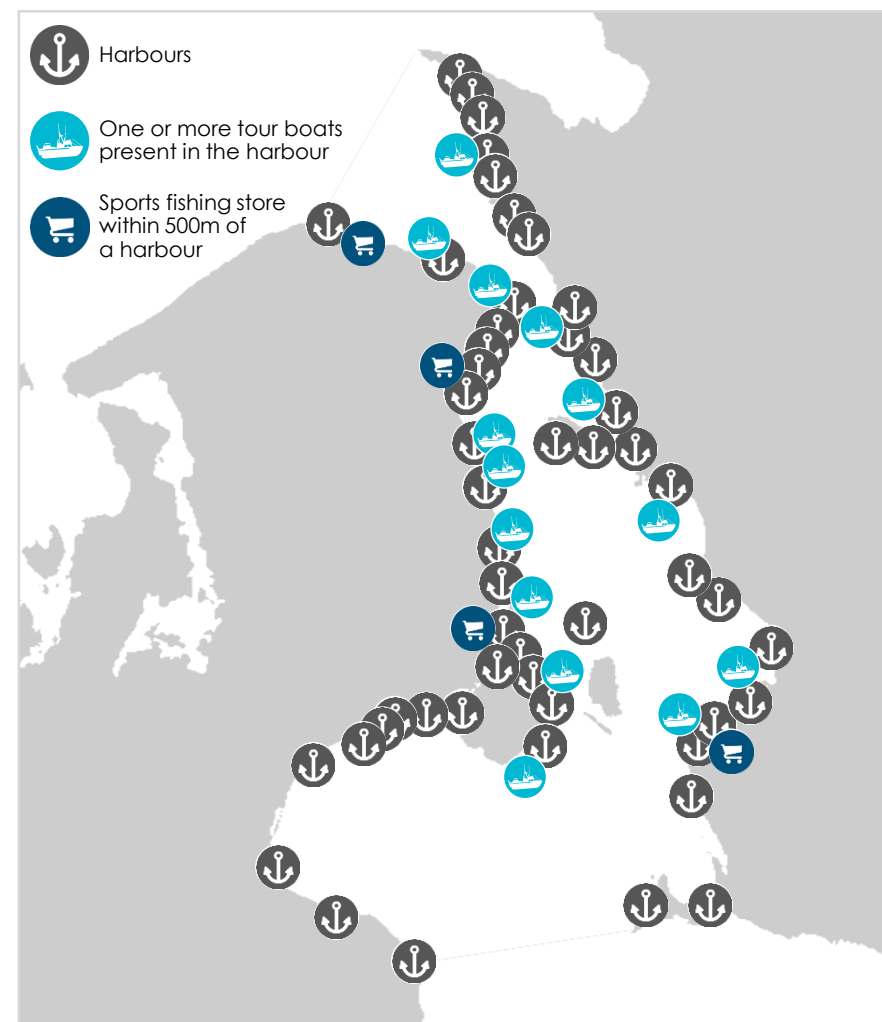 Harbours
One or more tour boats
present in the harbour
Sports fishing store
within 500m of
a harbour